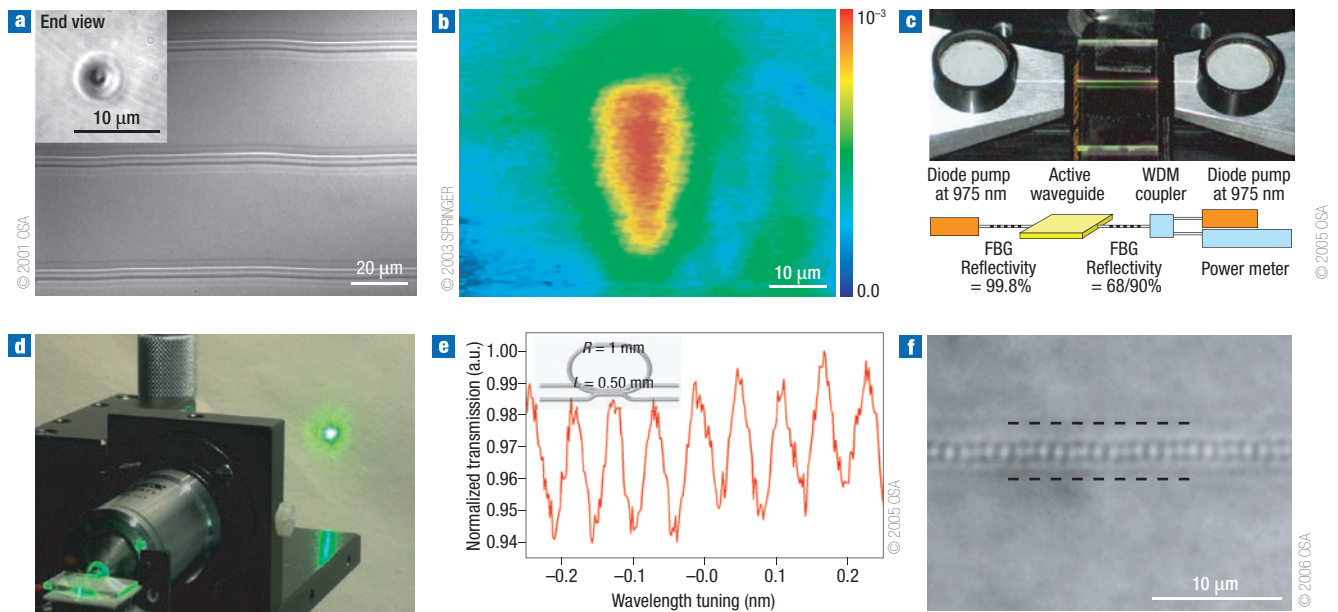 a
End view
10 μm
20 μm
© 2001 OSA
b
10⁻³
0.0
10 μm
© 2003 SPRINGER
c
Diode pump
at 975 nm
Active
waveguide
WDM
coupler
Diode pump
at 975 nm
FBG
Reflectivity
= 99.8%
FBG
Reflectivity
= 68/90%
Power meter
© 2005 OSA
d
e
R = 1 mm
L = 0.50 mm
Normalized transmission (a.u.)
1.00
0.99
0.98
0.97
0.96
0.95
0.94
–0.2
–0.1
–0.0
0.1
0.2
Wavelength tuning (nm)
© 2005 OSA
f
10 μm
© 2006 OSA